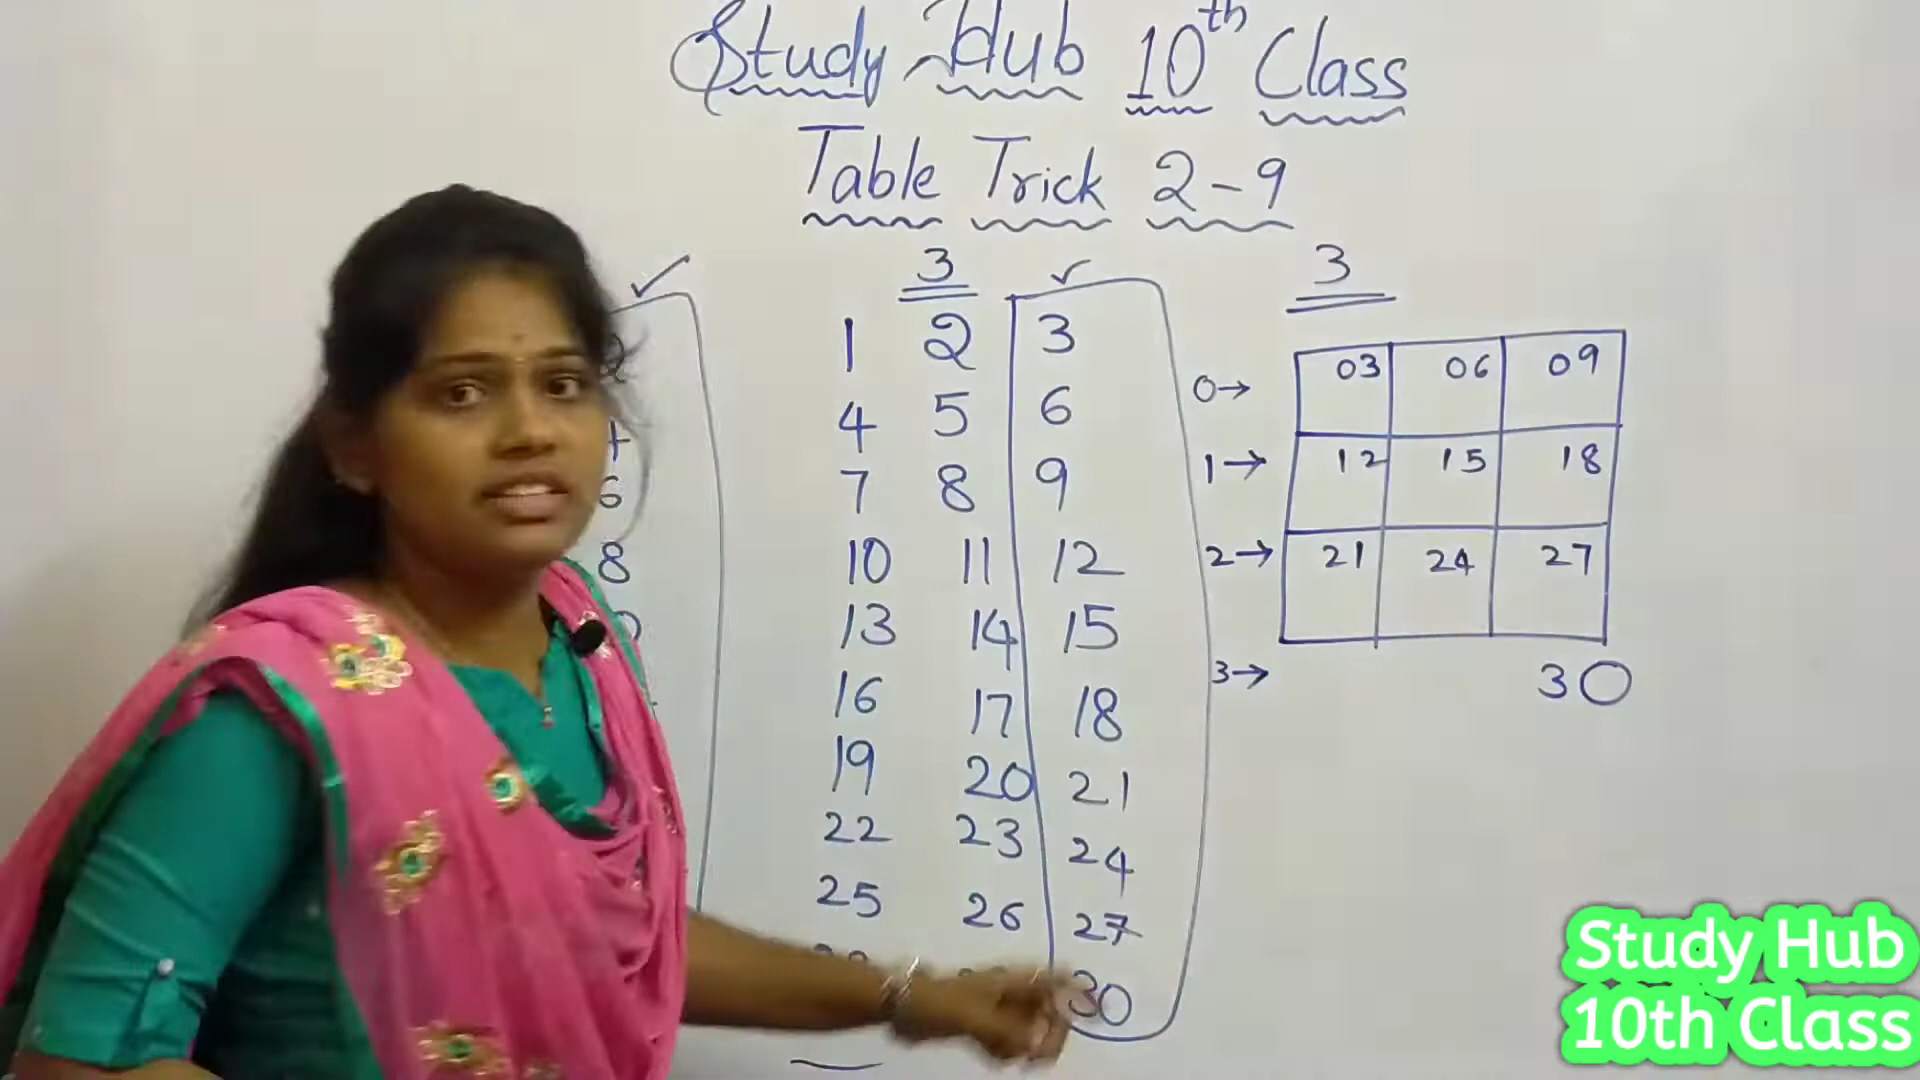 Study Hub 10th Class
Table Trick 2-9
3
1 2 3
4 5 6
7 8 9
10 11 12
13 14 15
16 17 18
19 20 21
22 23 24
25 26 27
30
6
8
3
0→ 03 06 09
1→ 12 15 18
2→ 21 24 27
3→ 30
Study Hub
10th Class